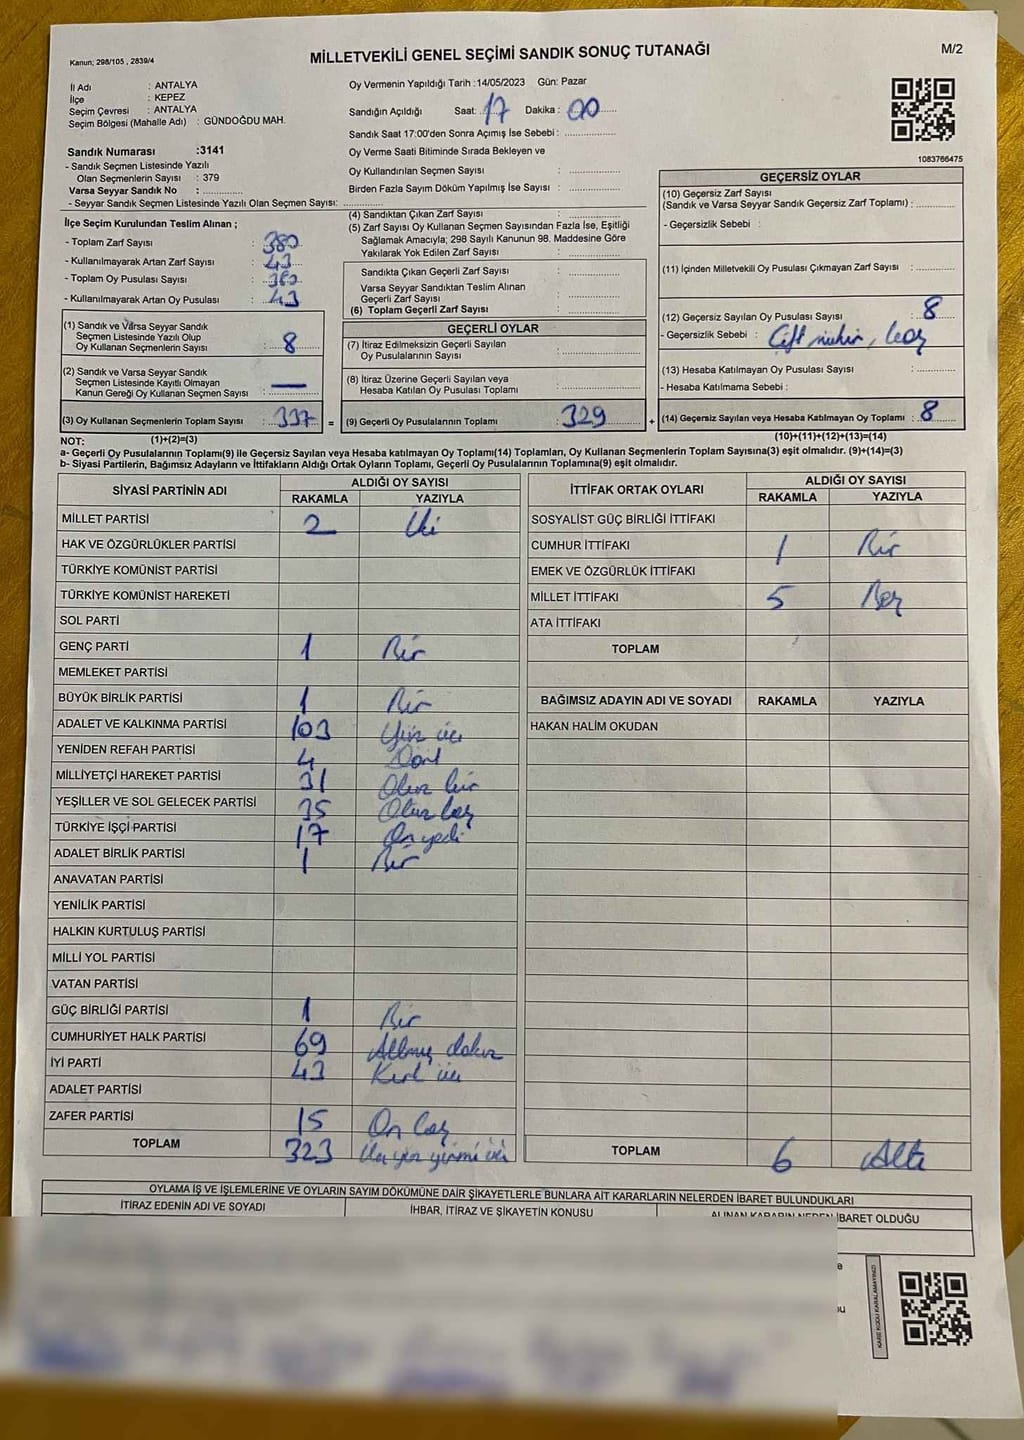 Kanun; 298/105 , 2839/4
MİLLETVEKİLİ GENEL SEÇİMİ SANDIK SONUÇ TUTANAĞI
M/2
İl Adı : ANTALYA
İlçe : KEPEZ
Seçim Çevresi : ANTALYA
Seçim Bölgesi (Mahalle Adı) : GÜNDOĞDU MAH.
Sandık Numarası :3141
- Sandık Seçmen Listesinde Yazılı
Olan Seçmenlerin Sayısı : 379
Varsa Seyyar Sandık No :
- Seyyar Sandık Seçmen Listesinde Yazılı Olan Seçmen Sayısı:
Oy Vermenin Yapıldığı Tarih :14/05/2023 Gün: Pazar
Sandığın Açıldığı Saat: 17 Dakika : 00
Sandık Saat 17:00'den Sonra Açımış İse Sebebi :
Oy Verme Saati Bitiminde Sırada Bekleyen ve
Oy Kullandırılan Seçmen Sayısı :
Birden Fazla Sayım Döküm Yapılmış İse Sayısı :
1083766475
İlçe Seçim Kurulundan Teslim Alınan ;
- Toplam Zarf Sayısı : 380
- Kullanılmayarak Artan Zarf Sayısı : 43
- Toplam Oy Pusulası Sayısı : 380
- Kullanılmayarak Artan Oy Pusulası : 43
(1) Sandık ve Varsa Seyyar Sandık
Seçmen Listesinde Yazılı Olup
Oy Kullanan Seçmenlerin Sayısı : 8
(2) Sandık ve Varsa Seyyar Sandık
Seçmen Listesinde Kayıtlı Olmayan
Kanun Gereği Oy Kullanan Seçmen Sayısı : —
(3) Oy Kullanan Seçmenlerin Toplam Sayısı : 337 =
(1)+(2)=(3)
(4) Sandıktan Çıkan Zarf Sayısı :
(5) Zarf Sayısı Oy Kullanan Seçmen Sayısından Fazla İse, Eşitliği
Sağlamak Amacıyla; 298 Sayılı Kanunun 98. Maddesine Göre
Yakılarak Yok Edilen Zarf Sayısı :
Sandıkta Çıkan Geçerli Zarf Sayısı :
Varsa Seyyar Sandıktan Teslim Alınan
Geçerli Zarf Sayısı :
(6) Toplam Geçerli Zarf Sayısı :
GEÇERLİ OYLAR
(7) İtiraz Edilmeksizin Geçerli Sayılan
Oy Pusulalarının Sayısı :
(8) İtiraz Üzerine Geçerli Sayılan veya
Hesaba Katılan Oy Pusulası Toplamı :
(9) Geçerli Oy Pusulalarının Toplamı : 329 +
GEÇERSİZ OYLAR
(10) Geçersiz Zarf Sayısı
(Sandık ve Varsa Seyyar Sandık Geçersiz Zarf Toplamı) :
- Geçersizlik Sebebi :
(11) İçinden Milletvekili Oy Pusulası Çıkmayan Zarf Sayısı :
(12) Geçersiz Sayılan Oy Pusulası Sayısı : 8
- Geçersizlik Sebebi : Çift mühür, boş
(13) Hesaba Katılmayan Oy Pusulası Sayısı :
- Hesaba Katılmama Sebebi :
(14) Geçersiz Sayılan veya Hesaba Katılmayan Oy Toplamı : 8
(10)+(11)+(12)+(13)=(14)
NOT:
a- Geçerli Oy Pusulalarının Toplamı(9) ile Geçersiz Sayılan veya Hesaba katılmayan Oy Toplamı(14) Toplamları, Oy Kullanan Seçmenlerin Toplam Sayısına(3) eşit olmalıdır. (9)+(14)=(3)
b- Siyasi Partilerin, Bağımsız Adayların ve İttifakların Aldığı Ortak Oyların Toplamı, Geçerli Oy Pusulalarının Toplamına(9) eşit olmalıdır.
SİYASİ PARTİNİN ADI ALDIĞI OY SAYISI
RAKAMLA YAZIYLA
MİLLET PARTİSİ 2 İki
HAK VE ÖZGÜRLÜKLER PARTİSİ
TÜRKİYE KOMÜNİST PARTİSİ
TÜRKİYE KOMÜNİST HAREKETİ
SOL PARTİ
GENÇ PARTİ 1 Bir
MEMLEKET PARTİSİ
BÜYÜK BİRLİK PARTİSİ 1 Bir
ADALET VE KALKINMA PARTİSİ 103 Yüz üç
YENİDEN REFAH PARTİSİ 4 Dört
MİLLİYETÇİ HAREKET PARTİSİ 31 Otuz bir
YEŞİLLER VE SOL GELECEK PARTİSİ 35 Otuz beş
TÜRKİYE İŞÇİ PARTİSİ 17 On yedi
ADALET BİRLİK PARTİSİ 1 Bir
ANAVATAN PARTİSİ
YENİLİK PARTİSİ
HALKIN KURTULUŞ PARTİSİ
MİLLİ YOL PARTİSİ
VATAN PARTİSİ
GÜÇ BİRLİĞİ PARTİSİ 1 Bir
CUMHURİYET HALK PARTİSİ 69 Altmış dokuz
İYİ PARTİ 43 Kırk üç
ADALET PARTİSİ
ZAFER PARTİSİ 15 On beş
TOPLAM 323 Üç yüz yirmi üç
İTTİFAK ORTAK OYLARI ALDIĞI OY SAYISI
RAKAMLA YAZIYLA
SOSYALİST GÜÇ BİRLİĞİ İTTİFAKI
CUMHUR İTTİFAKI 1 Bir
EMEK VE ÖZGÜRLÜK İTTİFAKI
MİLLET İTTİFAKI 5 Beş
ATA İTTİFAKI
TOPLAM
BAĞIMSIZ ADAYIN ADI VE SOYADI RAKAMLA YAZIYLA
HAKAN HALİM OKUDAN
TOPLAM 6 Altı
OYLAMA İŞ VE İŞLEMLERİNE VE OYLARIN SAYIM DÖKÜMÜNE DAİR ŞİKAYETLERLE BUNLARA AİT KARARLARIN NELERDEN İBARET BULUNDUKLARI
İTİRAZ EDENİN ADI VE SOYADI İHBAR, İTİRAZ VE ŞİKAYETİN KONUSU ALINAN KARARIN NEDEN İBARET OLDUĞU
KARE KODU KARALAMAYINIZ!